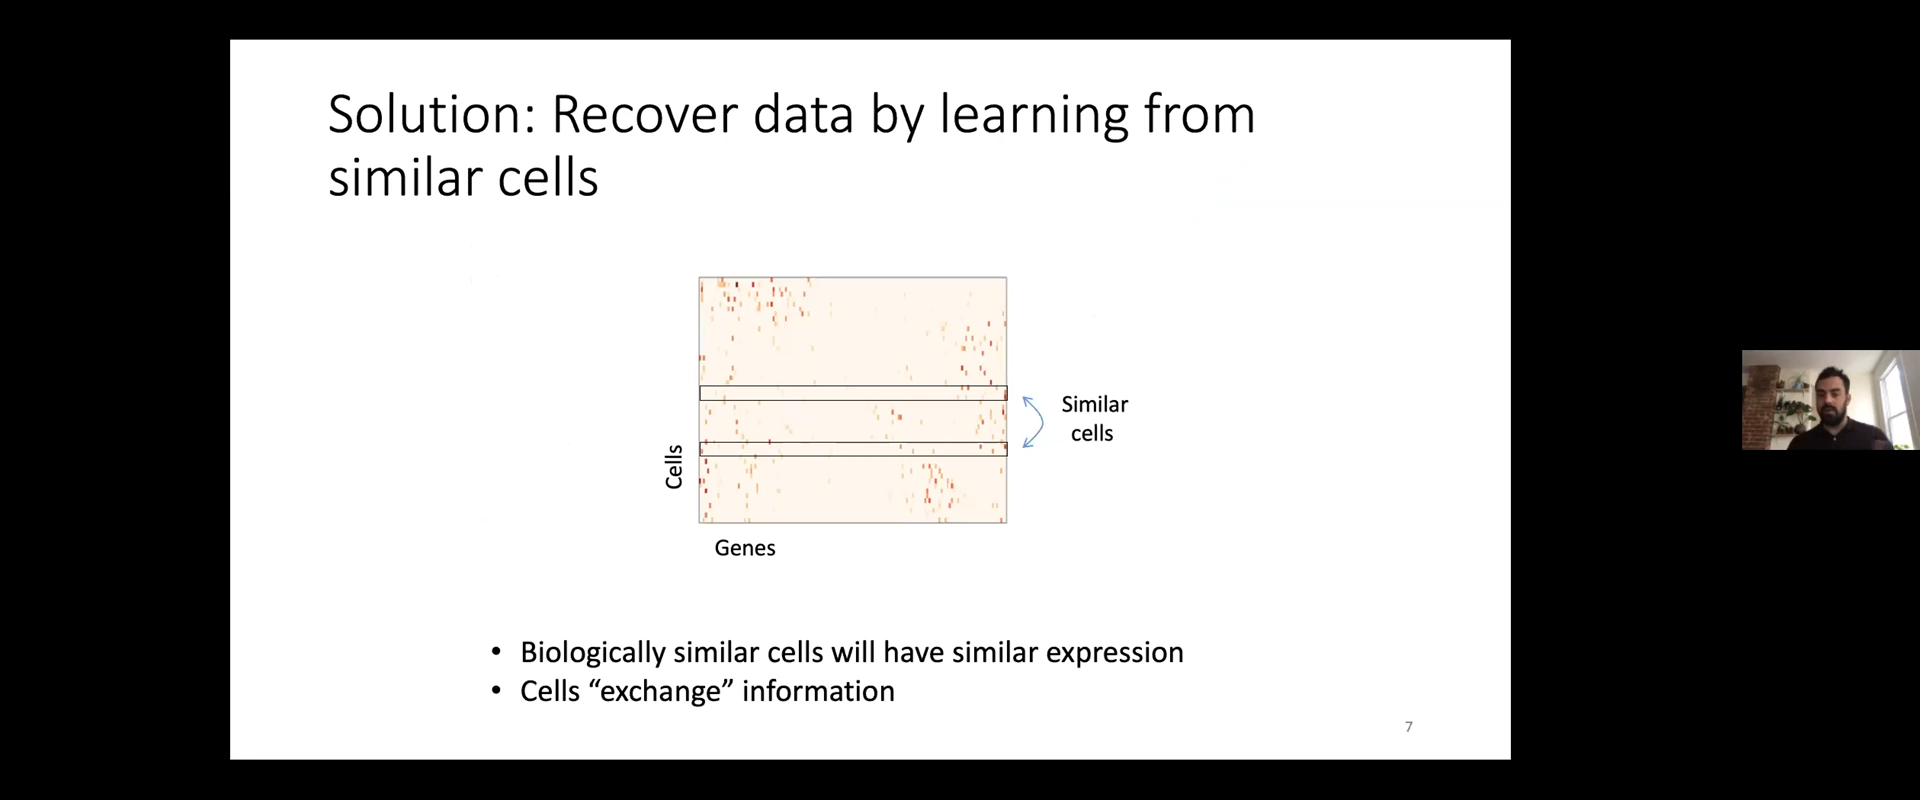 Solution: Recover data by learning from
similar cells
Similar
cells
Cells
Genes
• Biologically similar cells will have similar expression
• Cells “exchange” information
7